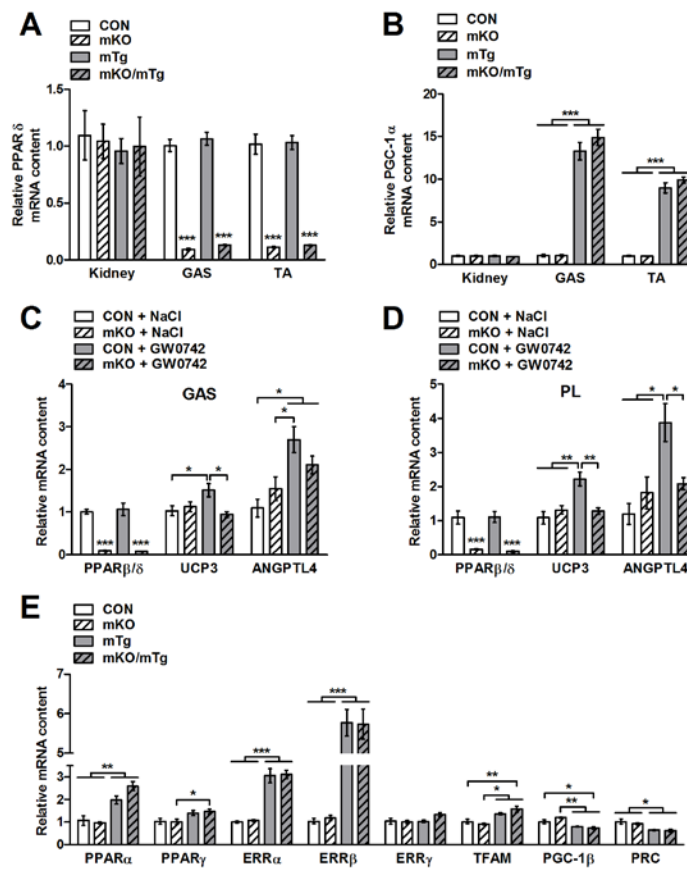 A
CON
mKO
mTg
mKO/mTg
Relative PPARδ
mRNA content
1.5
1.0
0.5
0.0
***
***
***
***
Kidney
GAS
TA
B
CON
mKO
mTg
mKO/mTg
Relative PGC-1α
mRNA content
20
15
10
5
0
***
***
Kidney
GAS
TA
C
CON + NaCl
mKO + NaCl
CON + GW0742
mKO + GW0742
GAS
Relative mRNA content
4
3
2
1
0
***
***
*
*
*
*
PPARβ/δ
UCP3
ANGPTL4
D
CON + NaCl
mKO + NaCl
CON + GW0742
mKO + GW0742
PL
Relative mRNA content
6
5
4
3
2
1
0
***
***
**
**
*
*
PPARβ/δ
UCP3
ANGPTL4
E
CON
mKO
mTg
mKO/mTg
Relative mRNA content
7
6
5
3
2
1
0
**
*
***
***
**
*
*
**
*
PPARα
PPARγ
ERRα
ERRβ
ERRγ
TFAM
PGC-1β
PRC